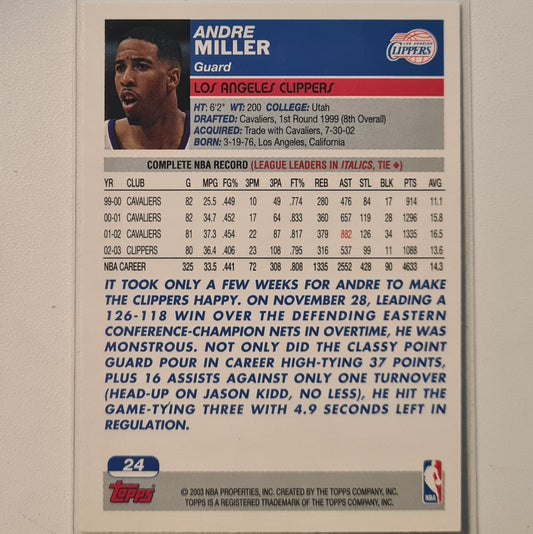 ANDRE
MILLER
Guard
LOS ANGELES CLIPPERS
LOS ANGELES
CLIPPERS
HT: 6'2" WT: 200 COLLEGE: Utah
DRAFTED: Cavaliers, 1st Round 1999 (8th Overall)
ACQUIRED: Trade with Cavaliers, 7-30-02
BORN: 3-19-76, Los Angeles, California
COMPLETE NBA RECORD (LEAGUE LEADERS IN ITALICS, TIE ♦)
YR CLUB G MPG FG% 3PM 3PA FT% REB AST STL BLK PTS AVG
99-00 CAVALIERS 82 25.5 .449 10 49 .774 280 476 84 17 914 11.1
00-01 CAVALIERS 82 34.7 .452 17 64 .833 360 657 119 28 1296 15.8
01-02 CAVALIERS 81 37.3 .454 22 87 .817 379 882 126 34 1335 16.5
02-03 CLIPPERS 80 36.4 .406 23 108 .795 316 537 99 11 1088 13.6
NBA CAREER 325 33.5 .441 72 308 .808 1335 2552 428 90 4633 14.3
IT TOOK ONLY A FEW WEEKS FOR ANDRE TO MAKE
THE CLIPPERS HAPPY. ON NOVEMBER 28, LEADING A
126-118 WIN OVER THE DEFENDING EASTERN
CONFERENCE-CHAMPION NETS IN OVERTIME, HE WAS
MONSTROUS. NOT ONLY DID THE CLASSY POINT
GUARD POUR IN CAREER HIGH-TYING 37 POINTS,
PLUS 16 ASSISTS AGAINST ONLY ONE TURNOVER
(HEAD-UP ON JASON KIDD, NO LESS), HE HIT THE
GAME-TYING THREE WITH 4.9 SECONDS LEFT IN
REGULATION.
24
TOPPS
© 2003 NBA PROPERTIES, INC. CREATED BY THE TOPPS COMPANY, INC.
TOPPS IS A REGISTERED TRADEMARK OF THE TOPPS COMPANY, INC.
NBA